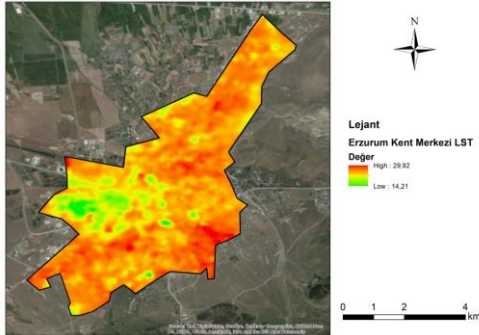 N
Lejant
Erzurum Kent Merkezi LST
Değer
High : 29,92
Low : 14,21
0 1 2 4
km